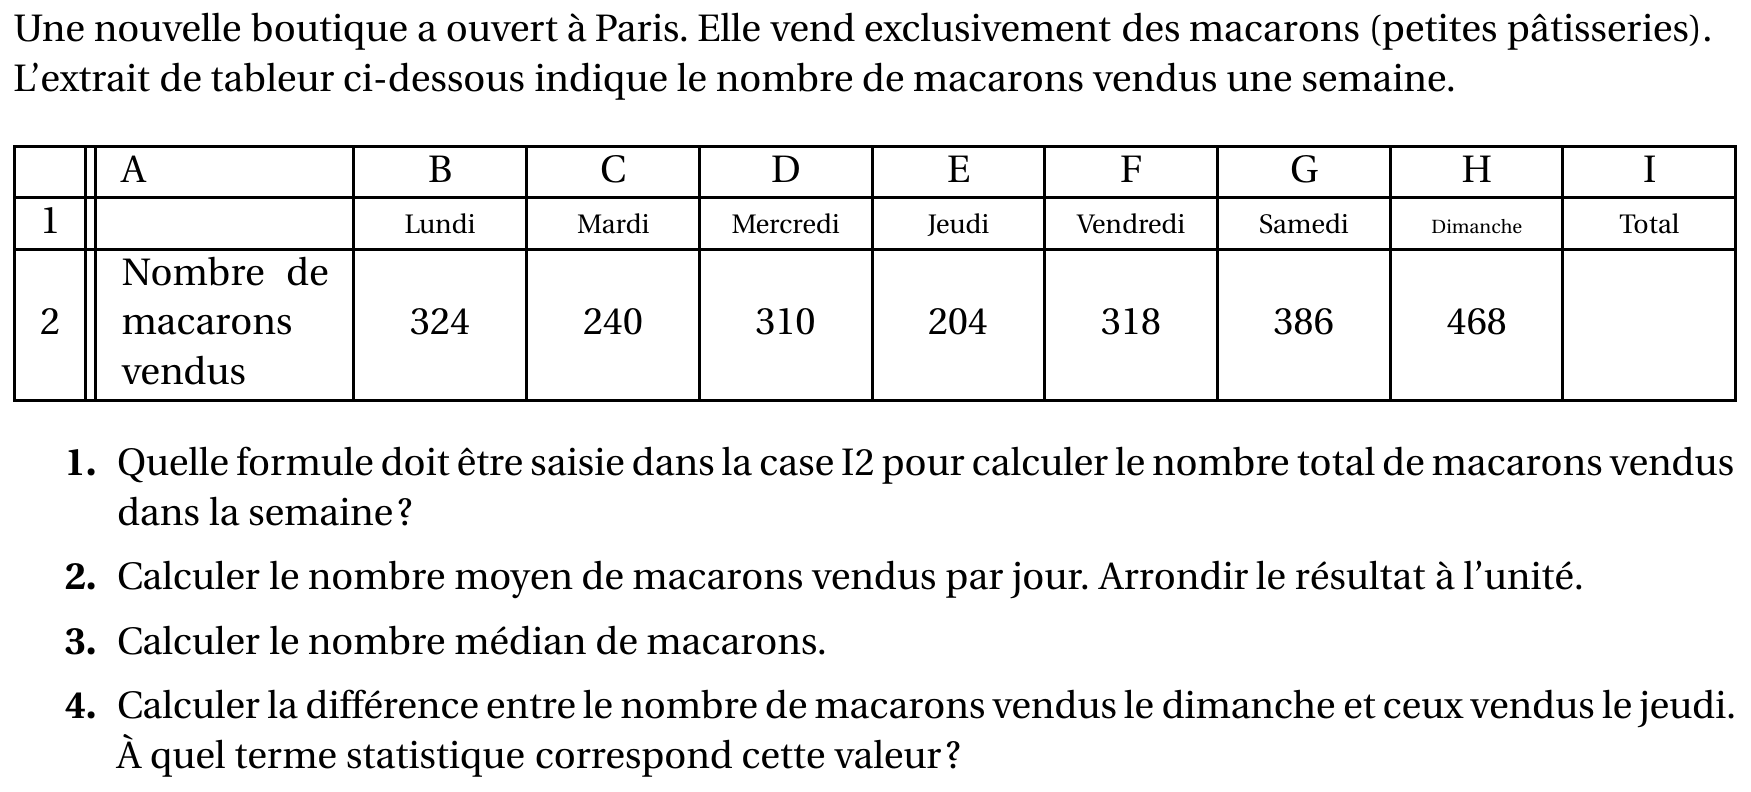 Une nouvelle boutique a ouvert à Paris. Elle vend exclusivement des macarons (petites pâtisseries).
L'extrait de tableur ci-dessous indique le nombre de macarons vendus une semaine.
A B C D E F G H I
1 Lundi Mardi Mercredi Jeudi Vendredi Samedi Dimanche Total
Nombre de
2 macarons 324 240 310 204 318 386 468
vendus
1. Quelle formule doit être saisie dans la case I2 pour calculer le nombre total de macarons vendus
dans la semaine ?
2. Calculer le nombre moyen de macarons vendus par jour. Arrondir le résultat à l'unité.
3. Calculer le nombre médian de macarons.
4. Calculer la différence entre le nombre de macarons vendus le dimanche et ceux vendus le jeudi.
À quel terme statistique correspond cette valeur ?